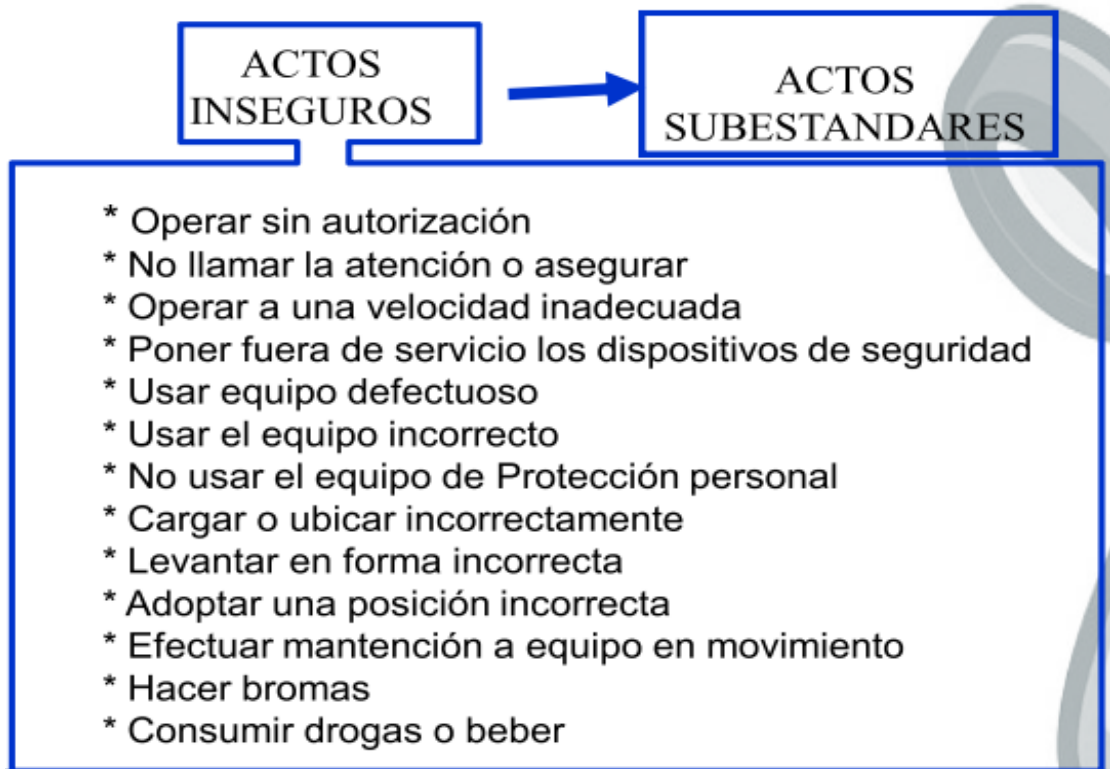 ACTOS
INSEGUROS
ACTOS
SUBESTANDARES
* Operar sin autorización
* No llamar la atención o asegurar
* Operar a una velocidad inadecuada
* Poner fuera de servicio los dispositivos de seguridad
* Usar equipo defectuoso
* Usar el equipo incorrecto
* No usar el equipo de Protección personal
* Cargar o ubicar incorrectamente
* Levantar en forma incorrecta
* Adoptar una posición incorrecta
* Efectuar mantención a equipo en movimiento
* Hacer bromas
* Consumir drogas o beber